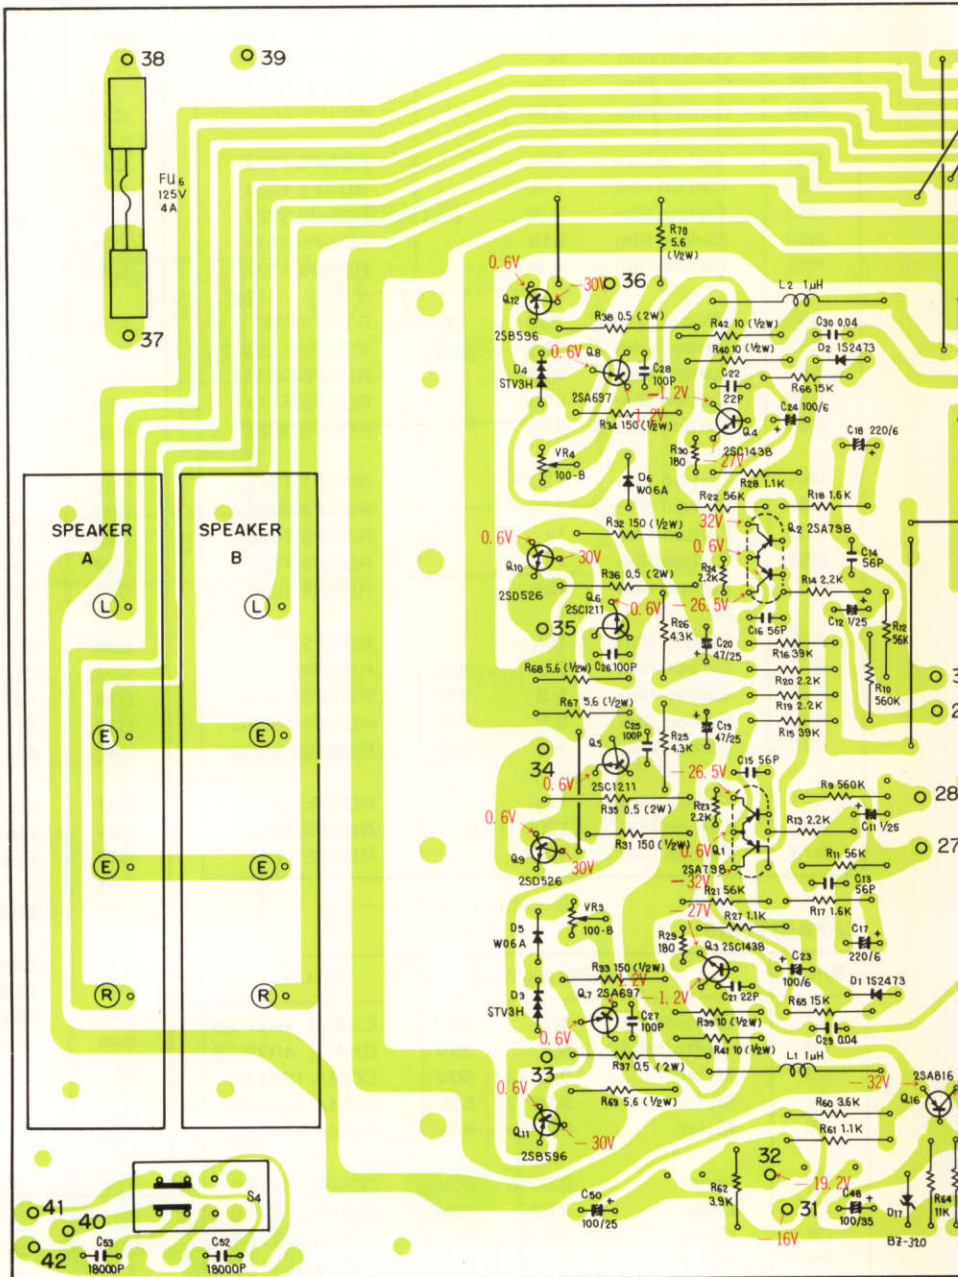 38
39
FU6
125V
4A
37
R70
5.6
(½W)
0.6V
-30V
36
Q12
2SB596
L2 1μH
R38 0.5 (2W)
R42 10 (½W)
C30 0.04
0.6V
Q8
R40 10 (½W)
D2 1S2473
D4
STV3H
C28
100P
C22
22P
R66 15K
2SA697
-1.2V
C24 100/6
R34 150 (½W)
1.2V
Q4
2SC1438
C18 220/6
VR4
100-B
R30
180
-27V
R28 1.1K
D6
W06A
R22 56K
R18 1.6K
SPEAKER
A
SPEAKER
B
0.6V
R32 150 (½W)
32V
Q2 2SA798
0.6V
30V
C14
56P
Q10
2SD526
R36 0.5 (2W)
R24
2.2K
R14 2.2K
L
L
Q6
2SC1211
0.6V
-26.5V
C12 1/25
R12
56K
35
R26
4.3K
C16 56P
C20
47/25
R16 39K
R68 5.6 (½W)
C26 100P
R20 2.2K
R10
560K
R67 5.6 (½W)
R19 2.2K
C19
47/25
R15 39K
E
E
34
Q5
C25
100P
R25
4.3K
-26.5V
C15 56P
0.6V
2SC1211
R9 560K
28
R35 0.5 (2W)
R23
2.2K
C11 1/25
0.6V
R31 150 (½W)
R13 2.2K
27
Q9
30V
0.6V
Q1
2SA798
R11 56K
E
E
2SD526
-32V
C13
56P
R21 56K
R17 1.6K
-27V
VR3
100-B
R27 1.1K
D5
W06A
R29
180
Q3 2SC1438
C17
220/6
C23
100/6
R33 150 (½W)
1.2V
-1.2V
D1 1S2473
R
R
D3
STV3H
Q7
2SA697
C21 22P
R65 15K
C27
100P
R39 10 (½W)
0.6V
R41 10 (½W)
C29 0.04
33
R37 0.5 (2W)
L1 1μH
2SA816
0.6V
R69 5.6 (½W)
-32V
Q16
R60 3.6K
Q11
-30V
R61 1.1K
2SB596
32
S4
R62
3.9K
-19.2V
41
40
C50
100/25
31
C48
100/35
D17
R64
11K
42
C53
18000P
C52
18000P
-16V
BZ-320